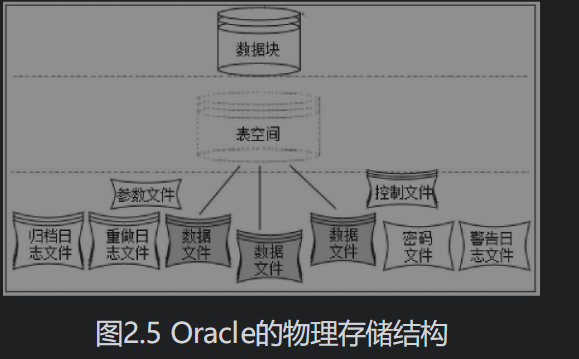 数据块
表空间
参数文件
控制文件
归档日
志文件
重做日
志文件
数据
文件
数据
文件
数据
文件
密码
文件
警告日
志文件
图2.5 Oracle的物理存储结构